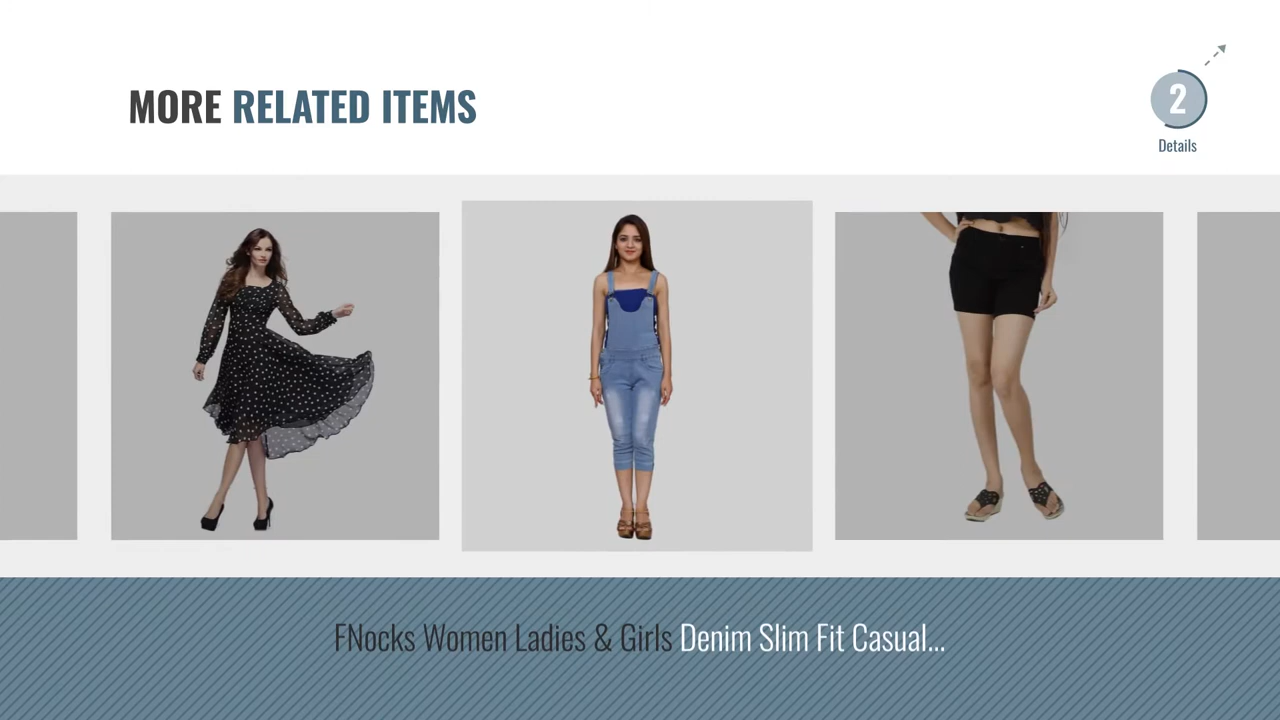 MORE RELATED ITEMS
2
Details
FNocks Women Ladies & Girls Denim Slim Fit Casual...